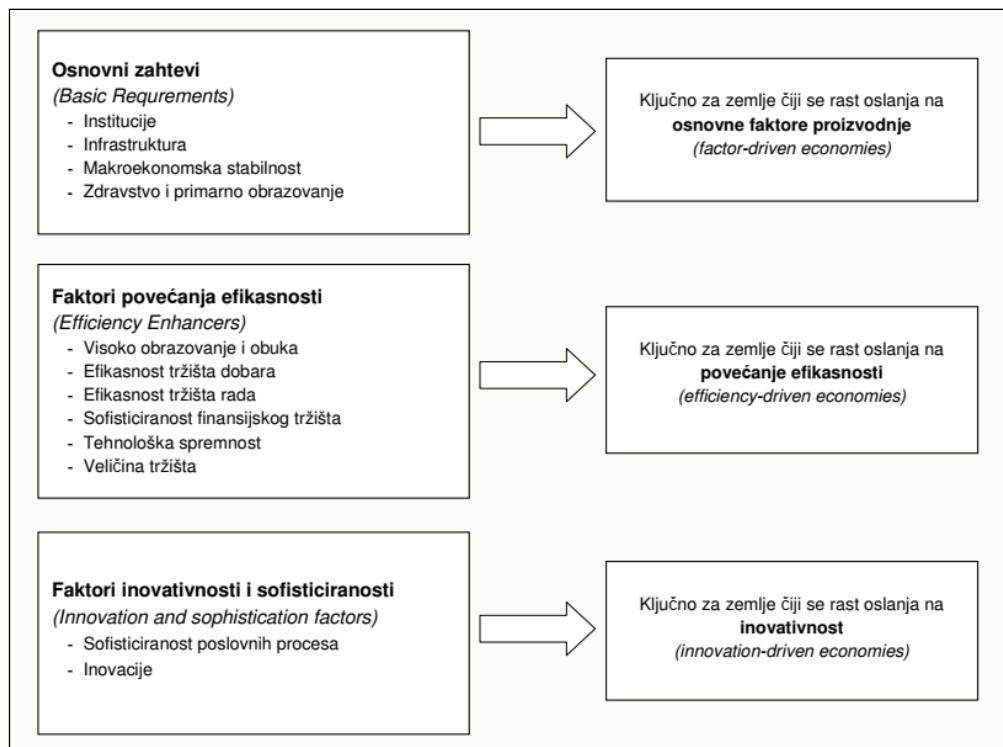 Osnovni zahtevi
(Basic Requrements)
- Institucije
- Infrastruktura
- Makroekonomska stabilnost
- Zdravstvo i primarno obrazovanje
Ključno za zemlje čiji se rast oslanja na
osnovne faktore proizvodnje
(factor-driven economies)
Faktori povećanja efikasnosti
(Efficiency Enhancers)
- Visoko obrazovanje i obuka
- Efikasnost tržišta dobara
- Efikasnost tržišta rada
- Sofisticiranost finansijskog tržišta
- Tehnološka spremnost
- Veličina tržišta
Ključno za zemlje čiji se rast oslanja na
povećanje efikasnosti
(efficiency-driven economies)
Faktori inovativnosti i sofisticiranosti
(Innovation and sophistication factors)
- Sofisticiranost poslovnih procesa
- Inovacije
Ključno za zemlje čiji se rast oslanja na
inovativnost
(innovation-driven economies)